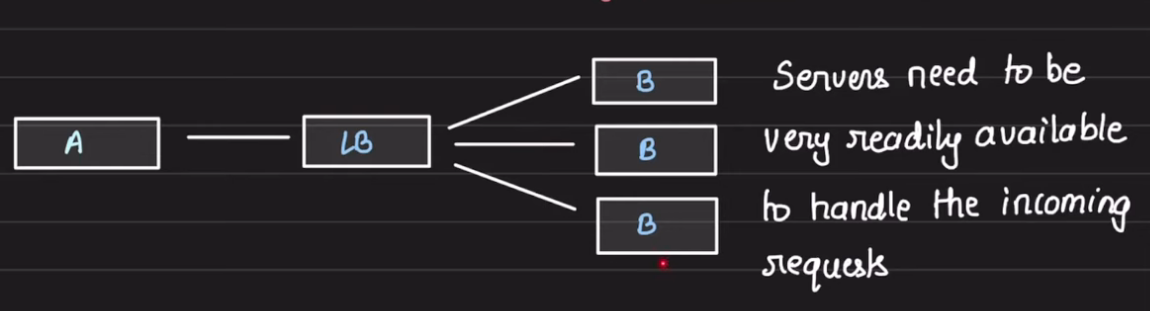 A
LB
B
B
B
Servers need to be
very readily available
to handle the incoming
requests